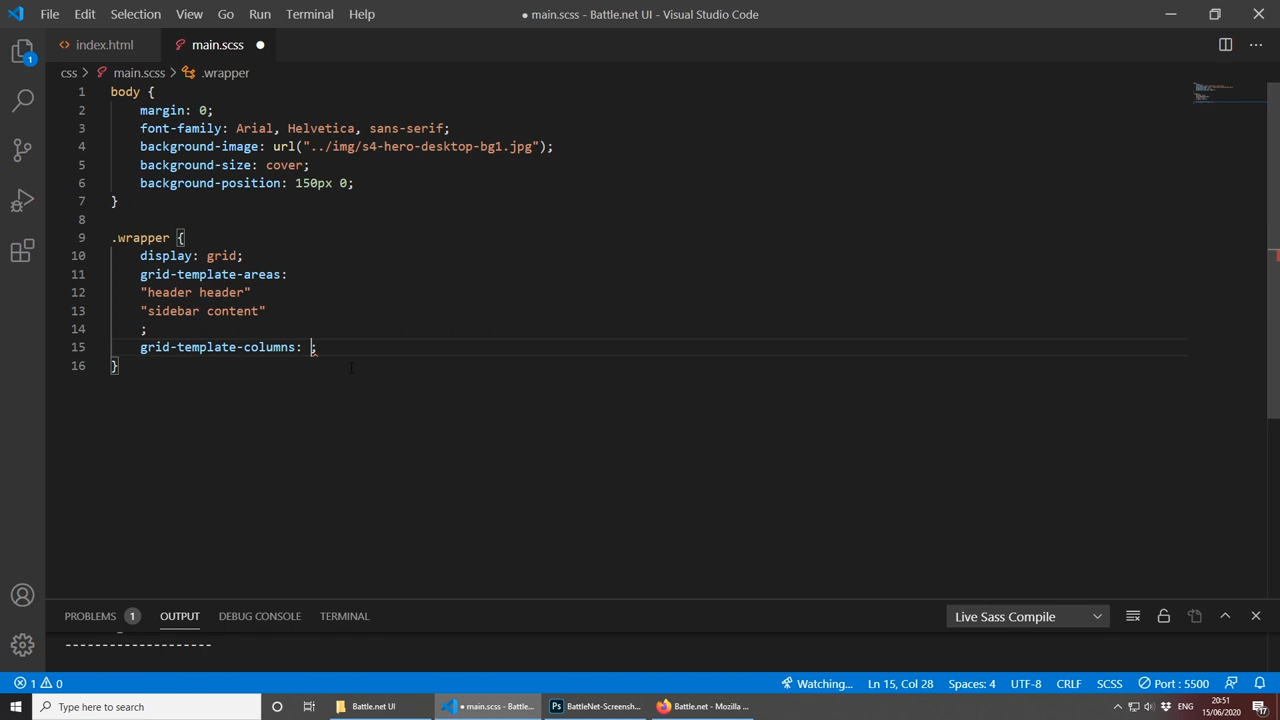 File Edit Selection View Go Run Terminal Help ● main.scss - Battle.net UI - Visual Studio Code
index.html main.scss ●
css > main.scss > .wrapper
1 body {
2 margin: 0;
3 font-family: Arial, Helvetica, sans-serif;
4 background-image: url("../img/s4-hero-desktop-bg1.jpg");
5 background-size: cover;
6 background-position: 150px 0;
7 }
8
9 .wrapper {
10 display: grid;
11 grid-template-areas:
12 "header header"
13 "sidebar content"
14 ;
15 grid-template-columns: ;
16 }
1
PROBLEMS 1 OUTPUT DEBUG CONSOLE TERMINAL Live Sass Compile
--------------------
1 0 Watching... Ln 15, Col 28 Spaces: 4 UTF-8 CRLF SCSS Port : 5500
Type here to search Battle.net UI ● main.scss - Battle.net... BattleNet-Screensh... Battle.net - Mozilla ... ENG 20:51
15/06/2020
7